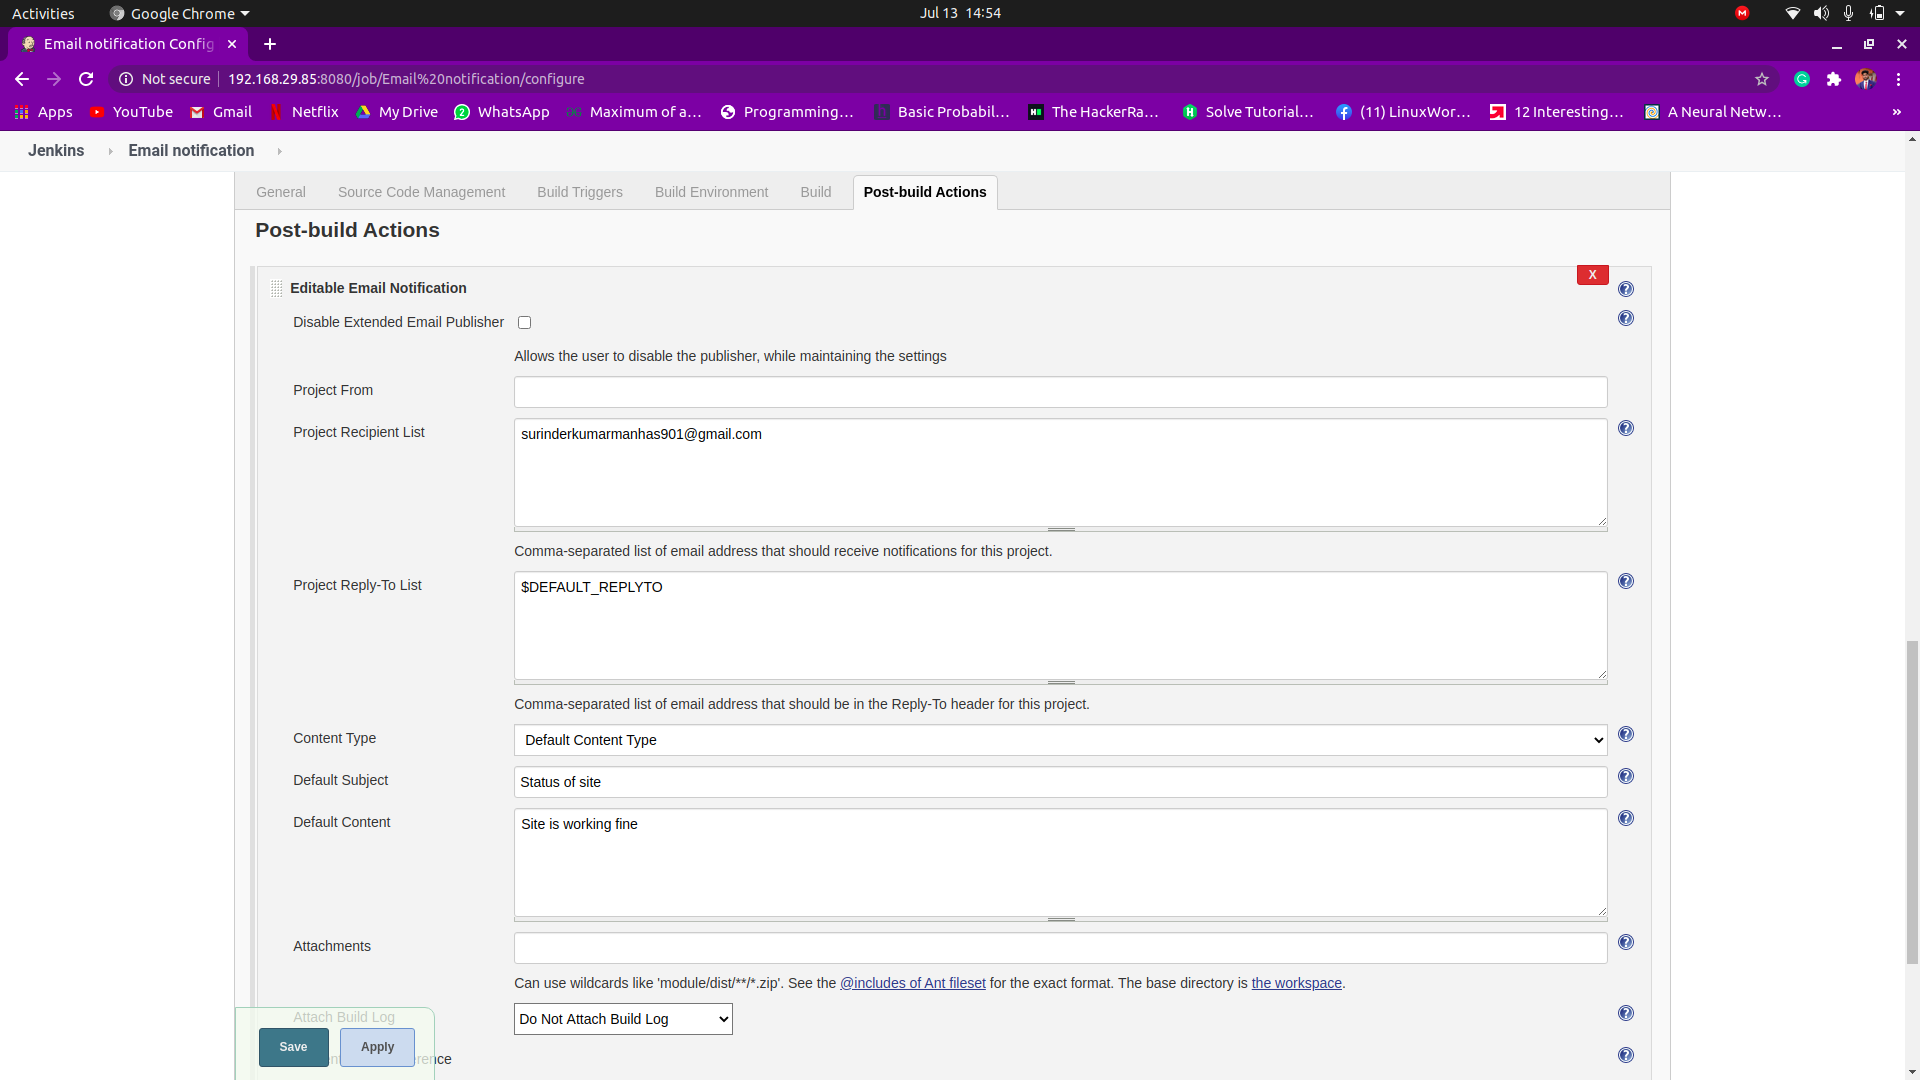 Activities Google Chrome Jul 13 14:54
Email notification Config
Not secure 192.168.29.85:8080/job/Email%20notification/configure
Apps YouTube Gmail Netflix My Drive WhatsApp Maximum of a… Programming… Basic Probabil… The HackerRa… Solve Tutorial… (11) LinuxWor… 12 Interesting… A Neural Netw… »
Jenkins Email notification
General Source Code Management Build Triggers Build Environment Build Post-build Actions
Post-build Actions
X
Editable Email Notification
Disable Extended Email Publisher
Allows the user to disable the publisher, while maintaining the settings
Project From
Project Recipient List surinderkumarmanhas901@gmail.com
Comma-separated list of email address that should receive notifications for this project.
Project Reply-To List $DEFAULT_REPLYTO
Comma-separated list of email address that should be in the Reply-To header for this project.
Content Type Default Content Type
Default Subject Status of site
Default Content Site is working fine
Attachments
Can use wildcards like 'module/dist/**/*.zip'. See the @includes of Ant fileset for the exact format. The base directory is the workspace.
Attach Build Log Do Not Attach Build Log
Save Apply